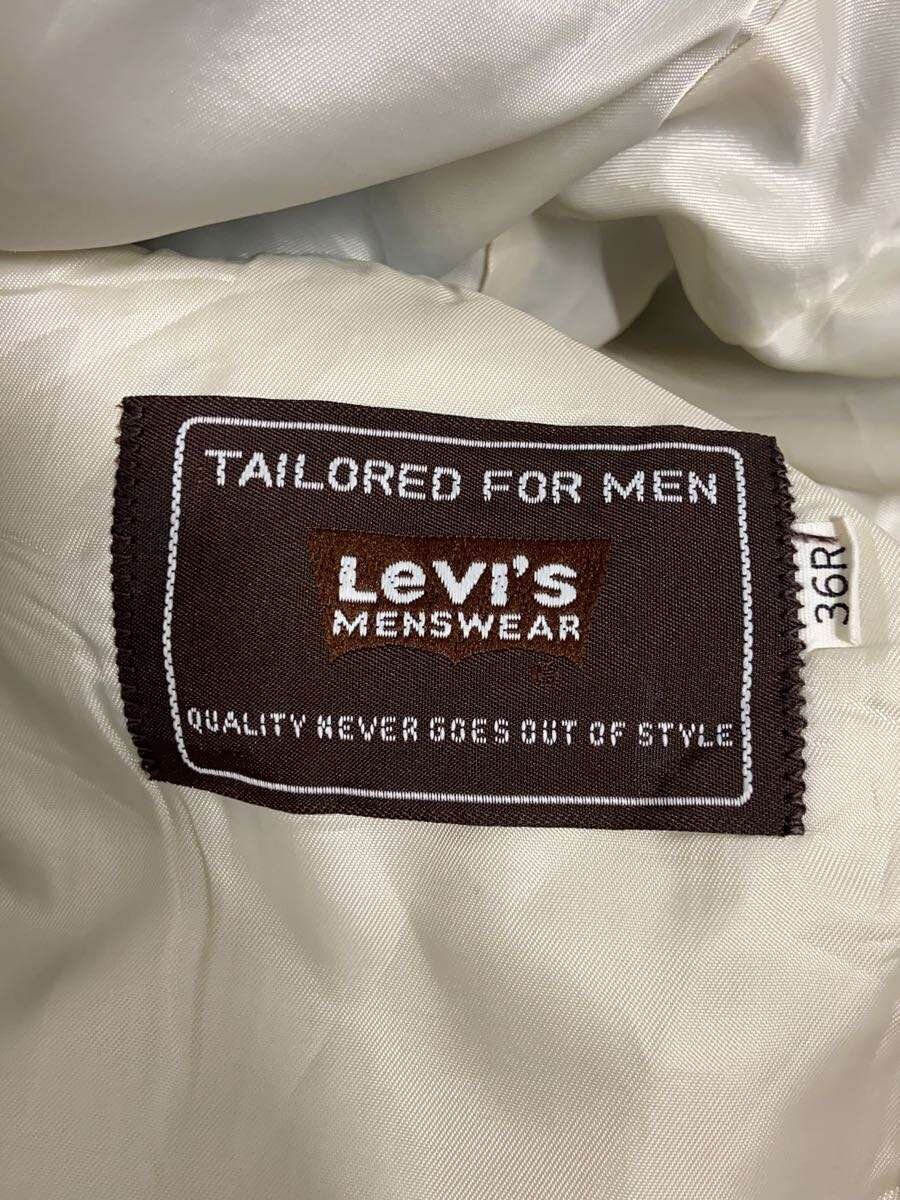 TAILORED FOR MEN
LeVI'S
MENSWEAR
QUALITY NEVER GOES OUT OF STYLE
36R